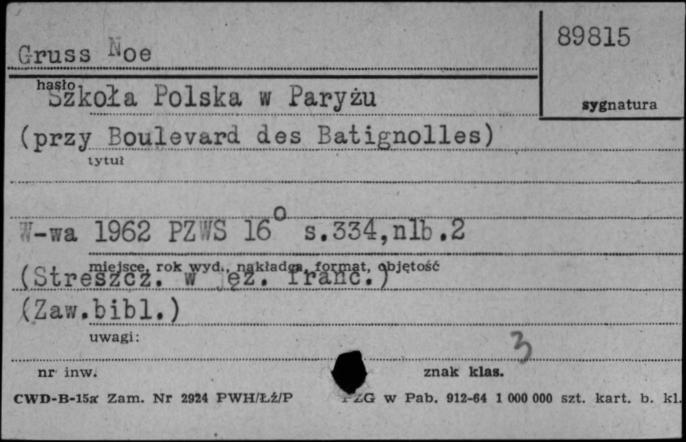 Gruss Noe
89815
hasło
Szkoła Polska w Paryżu
sygnatura
(przy Boulevard des Batignolles)
tytuł
W-wa 1962 PZWS 16° s.334,nlb.2
miejsce, rok wyd., nakładca, format, objętość
(Streszcz. w jęz. franc.)
(Zaw.bibl.)
uwagi:
3
nr inw.
znak klas.
CWD-B-15a Zam. Nr 2924 PWH/Łź/P
PZG w Pab. 912-64 1 000 000 szt. kart. b. kl.